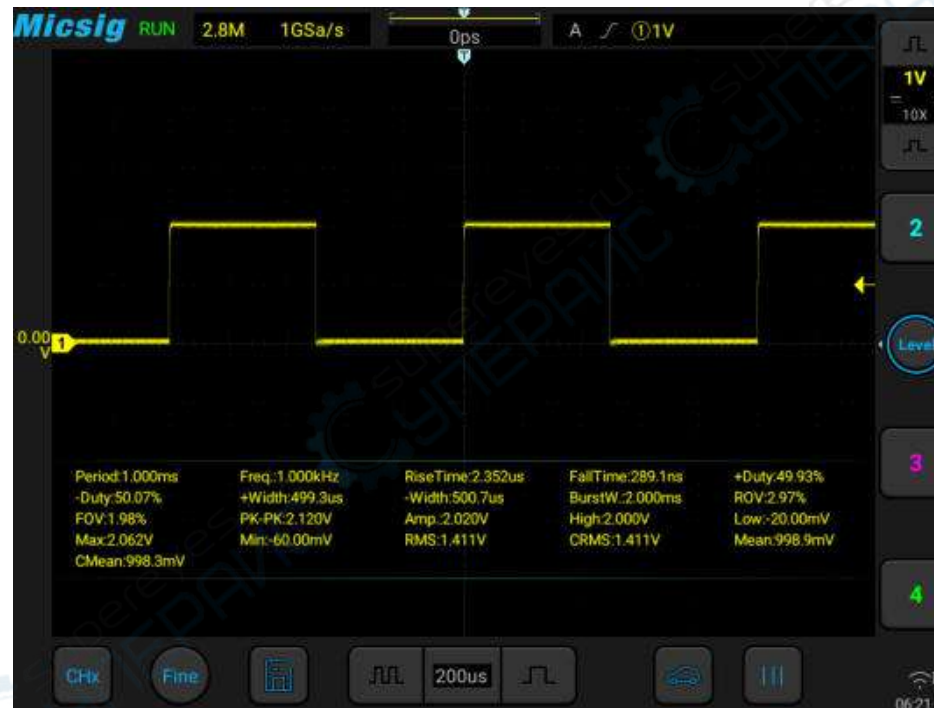 Micsig RUN 2.8M 1GSa/s 0ps A ①1V
T
T
1V
10X
2
0.00 V 1
Level
3
Period:1.000ms Freq.:1.000kHz RiseTime:2.352us FallTime:289.1ns +Duty:49.93%
-Duty:50.07% +Width:499.3us -Width:500.7us BurstW.:2.000ms ROV:2.97%
FOV:1.98% PK-PK:2.120V Amp.:2.020V High:2.000V Low:-20.00mV
Max:2.062V Min:-60.00mV RMS:1.411V CRMS:1.411V Mean:998.9mV
CMean:998.3mV
4
CHx Fine 200us
06:21
supereyes.ru
СУПЕРАЙС